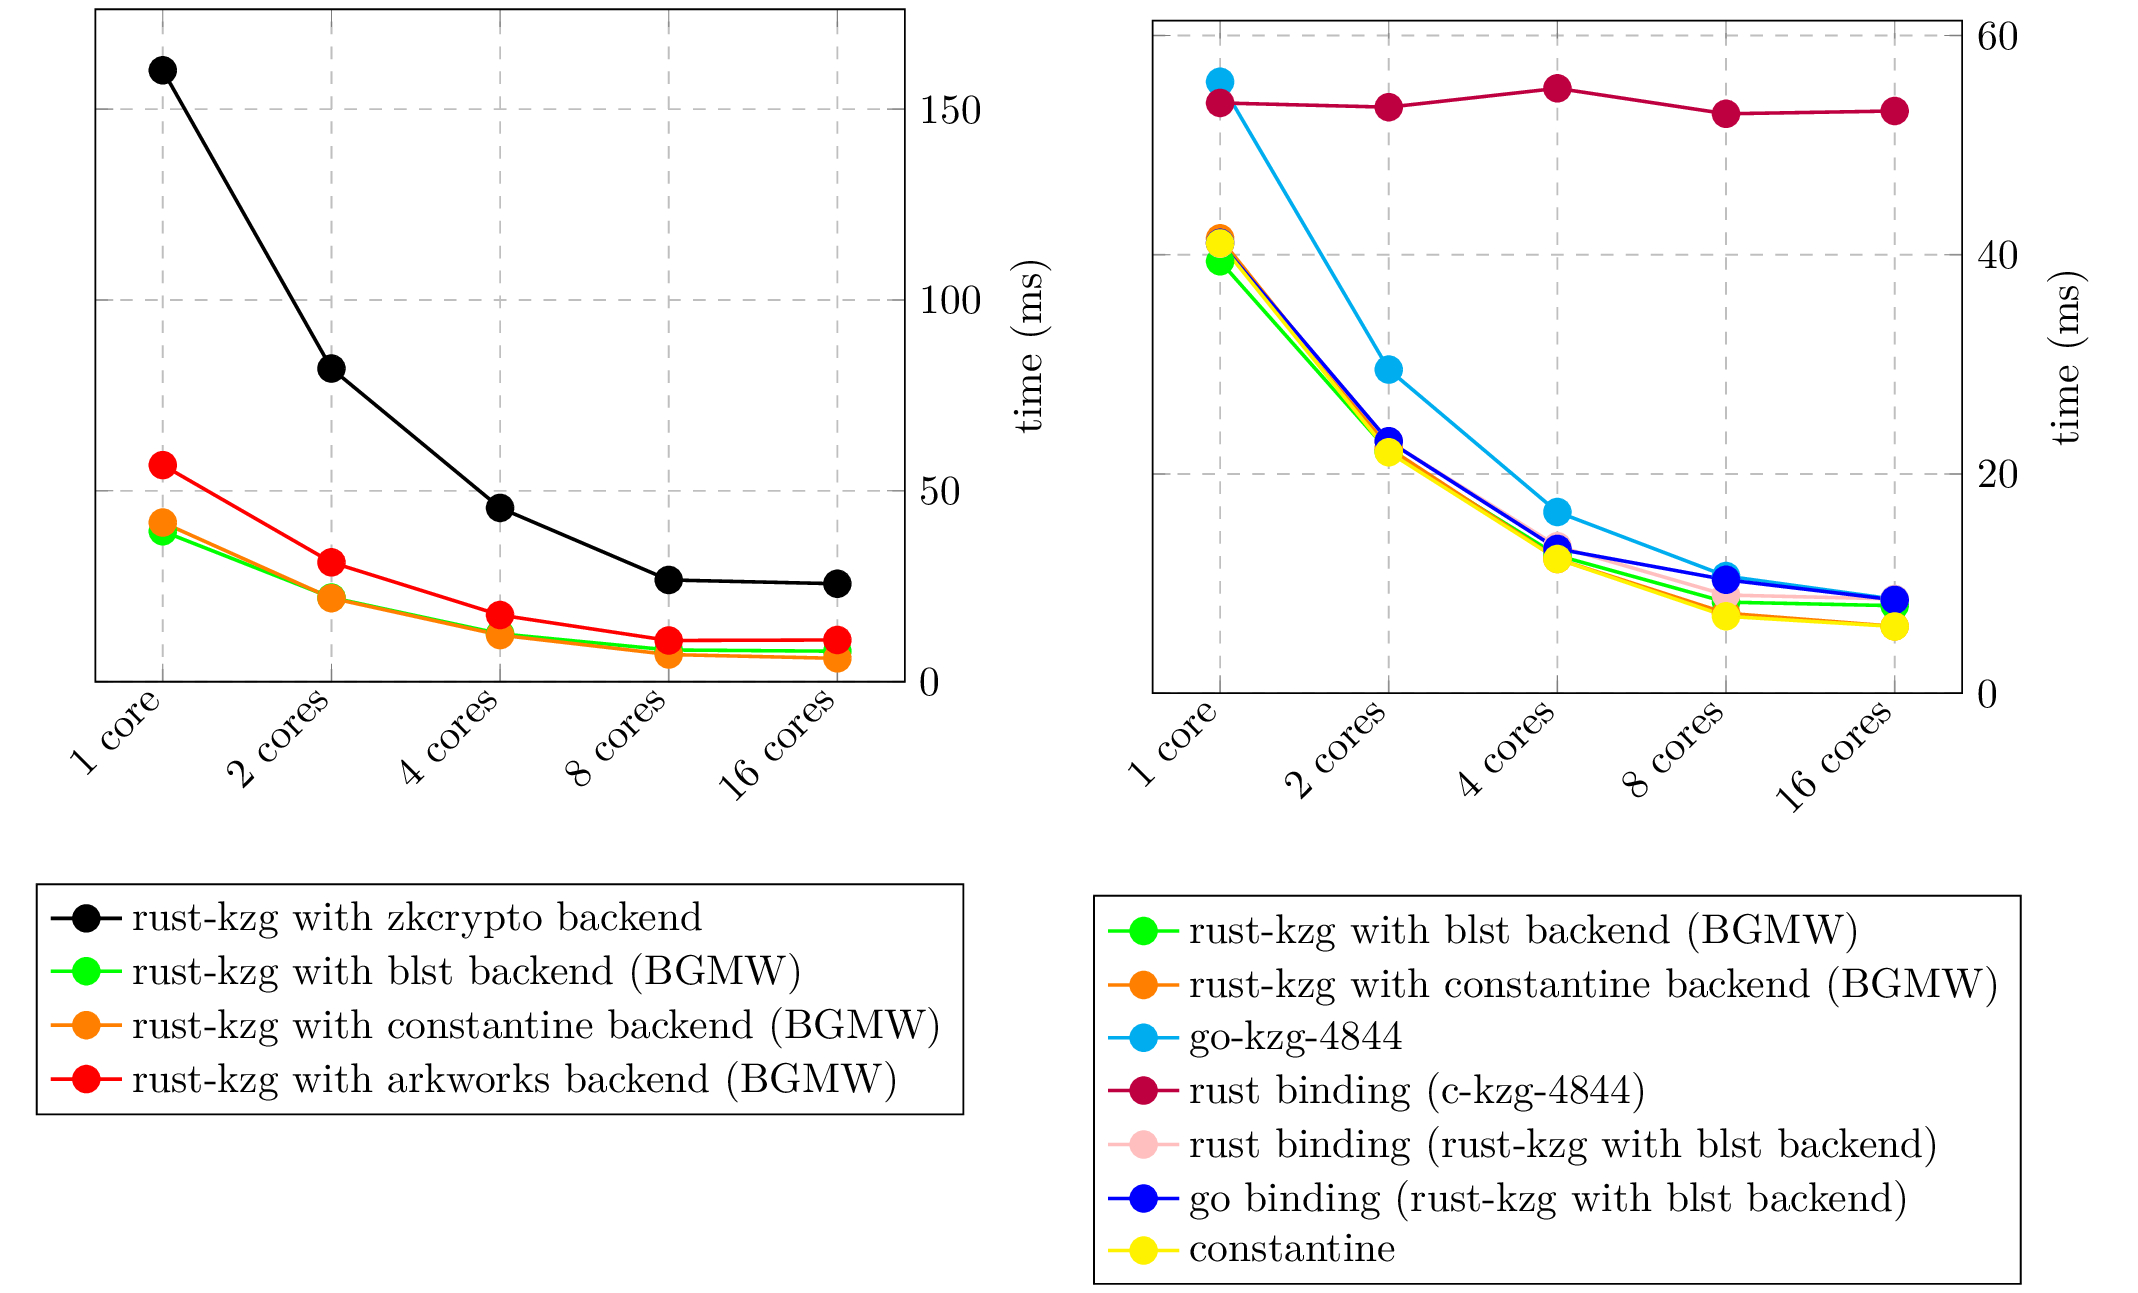 150
100
50
0
time (ms)
1 core
2 cores
4 cores
8 cores
16 cores
rust-kzg with zkcrypto backend
rust-kzg with blst backend (BGMW)
rust-kzg with constantine backend (BGMW)
rust-kzg with arkworks backend (BGMW)
60
40
20
0
time (ms)
1 core
2 cores
4 cores
8 cores
16 cores
rust-kzg with blst backend (BGMW)
rust-kzg with constantine backend (BGMW)
go-kzg-4844
rust binding (c-kzg-4844)
rust binding (rust-kzg with blst backend)
go binding (rust-kzg with blst backend)
constantine